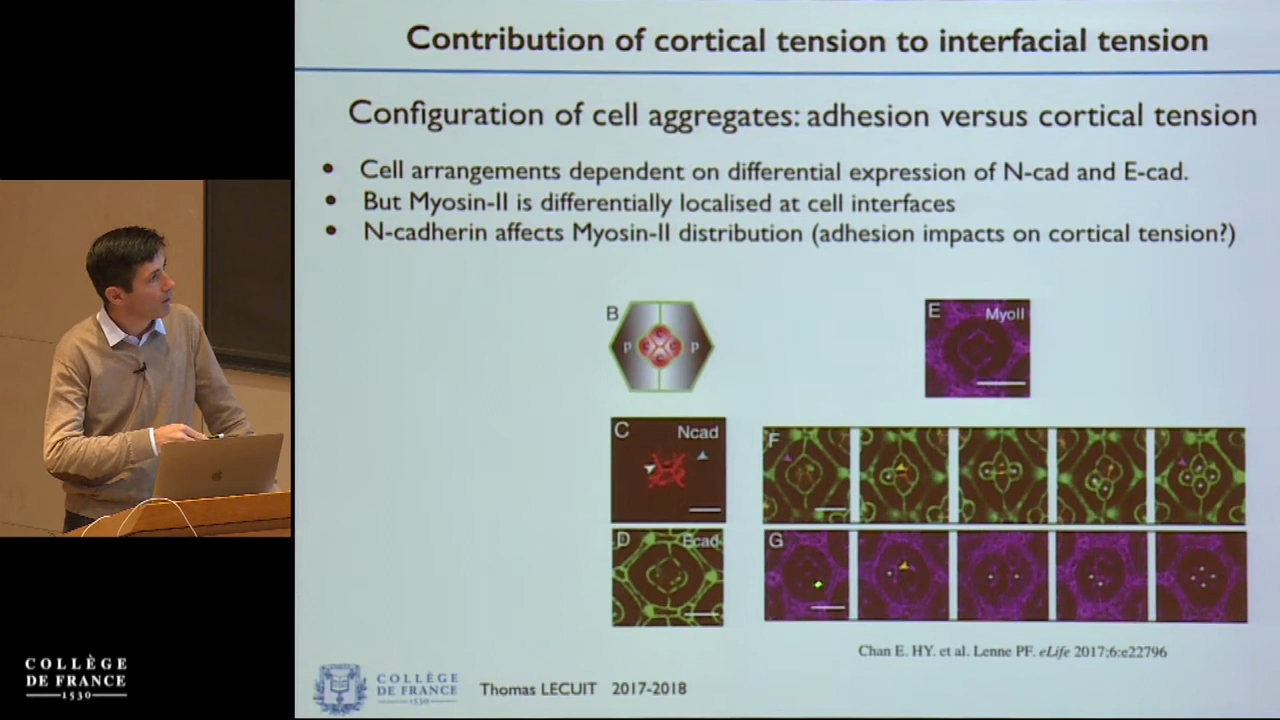 Contribution of cortical tension to interfacial tension
Configuration of cell aggregates: adhesion versus cortical tension
• Cell arrangements dependent on differential expression of N-cad and E-cad.
• But Myosin-II is differentially localised at cell interfaces
• N-cadherin affects Myosin-II distribution (adhesion impacts on cortical tension?)
B
p
c
c
c
c
p
E
MyoII
C
Ncad
D
Ecad
F
G
Chan E. HY. et al. Lenne PF. eLife 2017;6:e22796
COLLÈGE
DE FRANCE
1530
COLLÈGE
DE FRANCE
1530
Thomas LECUIT 2017-2018